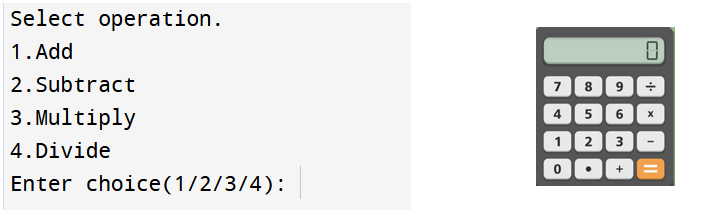 Select operation.
1.Add
2.Subtract
3.Multiply
4.Divide
Enter choice(1/2/3/4):
0
7 8 9 ÷
4 5 6 x
1 2 3 −
0 • + =